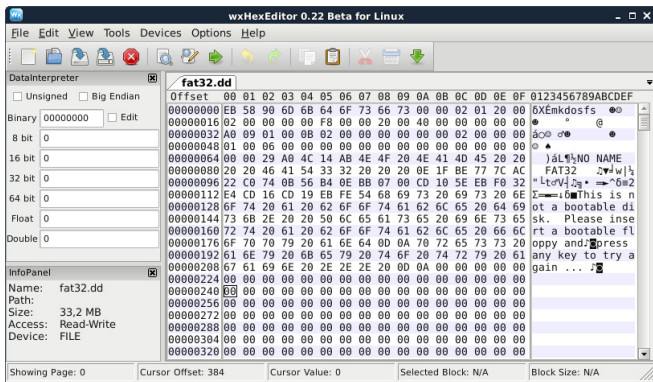 wxHexEditor 0.22 Beta for Linux
File Edit View Tools Devices Options Help
DataInterpreter
Unsigned Big Endian
Binary 00000000 Edit
8 bit 0
16 bit 0
32 bit 0
64 bit 0
Float 0
Double 0
InfoPanel
Name: fat32.dd
Path:
Size: 33,2 MB
Access: Read-Write
Device: FILE
fat32.dd
Offset 00 01 02 03 04 05 06 07 08 09 0A 0B 0C 0D 0E 0F 0123456789ABCDEF
00000000 EB 58 90 6D 6B 64 6F 73 66 73 00 00 02 01 20 00 δXÉmkdosfs ☻☺
00000016 02 00 00 00 00 F8 00 00 20 00 40 00 00 00 00 00 ☻ ° @
00000032 A0 09 01 00 0B 02 00 00 00 00 00 00 02 00 00 00 á○☺ ♂☻ ☻
00000048 01 00 06 00 00 00 00 00 00 00 00 00 00 00 00 00 ☺ ♠
00000064 00 00 29 A0 4C 14 AB 4E 4F 20 4E 41 4D 45 20 20 )áL¶½NO NAME
00000080 20 20 46 41 54 33 32 20 20 20 0E 1F BE 77 7C AC FAT32 ♫▼╛w|¼
00000096 22 C0 74 0B 56 B4 0E BB 07 00 CD 10 5E EB F0 32 "└t♂V┤♫╗• ═►^δ≡2
00000112 E4 CD 16 CD 19 EB FE 54 68 69 73 20 69 73 20 6E Σ═▬═↓δ■This is n
00000128 6F 74 20 61 20 62 6F 6F 74 61 62 6C 65 20 64 69 ot a bootable di
00000144 73 6B 2E 20 20 50 6C 65 61 73 65 20 69 6E 73 65 sk.  Please inse
00000160 72 74 20 61 20 62 6F 6F 74 61 62 6C 65 20 66 6C rt a bootable fl
00000176 6F 70 70 79 20 61 6E 64 0D 0A 70 72 65 73 73 20 oppy and♪◙press
00000192 61 6E 79 20 6B 65 79 20 74 6F 20 74 72 79 20 61 any key to try a
00000208 67 61 69 6E 20 2E 2E 2E 20 0D 0A 00 00 00 00 00 gain ... ♪◙
00000224 00 00 00 00 00 00 00 00 00 00 00 00 00 00 00 00
00000240 00 00 00 00 00 00 00 00 00 00 00 00 00 00 00 00
00000256 00 00 00 00 00 00 00 00 00 00 00 00 00 00 00 00
00000272 00 00 00 00 00 00 00 00 00 00 00 00 00 00 00 00
00000288 00 00 00 00 00 00 00 00 00 00 00 00 00 00 00 00
00000304 00 00 00 00 00 00 00 00 00 00 00 00 00 00 00 00
00000320 00 00 00 00 00 00 00 00 00 00 00 00 00 00 00 00
Showing Page: 0 Cursor Offset: 384 Cursor Value: 0 Selected Block: N/A Block Size: N/A